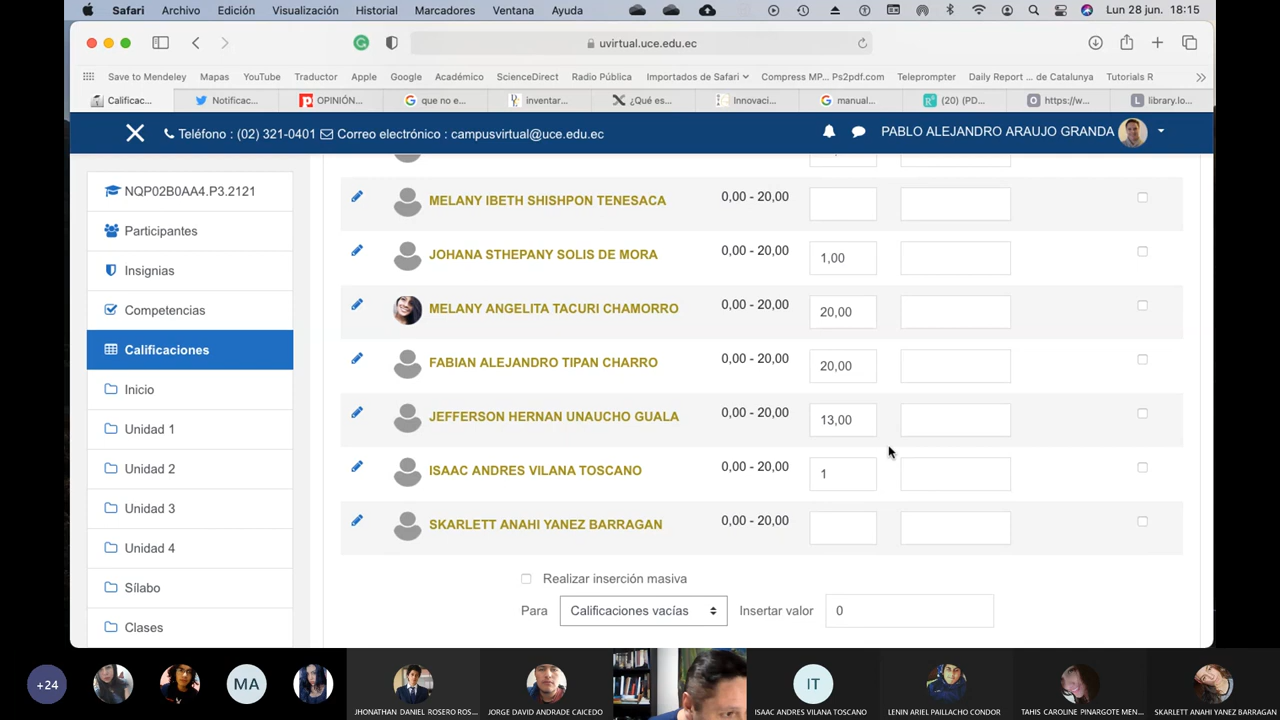 Safari Archivo Edición Visualización Historial Marcadores Ventana Ayuda Lun 28 jun. 18:15
uvirtual.uce.edu.ec
Save to Mendeley Mapas YouTube Traductor Apple Google Académico ScienceDirect Radio Pública Importados de Safari Compress MP... Ps2pdf.com Teleprompter Daily Report ... de Catalunya Tutorials R
Calificac... Notificac... OPINIÓN... que no e... inventar... ¿Qué es... Innovaci... manual... (20) (PD... https://w... library.lo...
Teléfono : (02) 321-0401 Correo electrónico : campusvirtual@uce.edu.ec PABLO ALEJANDRO ARAUJO GRANDA
NQP02B0AA4.P3.2121
Participantes
Insignias
Competencias
Calificaciones
Inicio
Unidad 1
Unidad 2
Unidad 3
Unidad 4
Sílabo
Clases
MELANY IBETH SHISHPON TENESACA 0,00 - 20,00
JOHANA STHEPANY SOLIS DE MORA 0,00 - 20,00 1,00
MELANY ANGELITA TACURI CHAMORRO 0,00 - 20,00 20,00
FABIAN ALEJANDRO TIPAN CHARRO 0,00 - 20,00 20,00
JEFFERSON HERNAN UNAUCHO GUALA 0,00 - 20,00 13,00
ISAAC ANDRES VILANA TOSCANO 0,00 - 20,00 1
SKARLETT ANAHI YANEZ BARRAGAN 0,00 - 20,00
Realizar inserción masiva
Para Calificaciones vacías Insertar valor 0
+24 MA IT
JHONATHAN DANIEL ROSERO ROS... JORGE DAVID ANDRADE CAICEDO ISAAC ANDRES VILANA TOSCANO LENIN ARIEL PAILLACHO CONDOR TAHIS CAROLINE PINARGOTE MEN... SKARLETT ANAHI YANEZ BARRAGAN